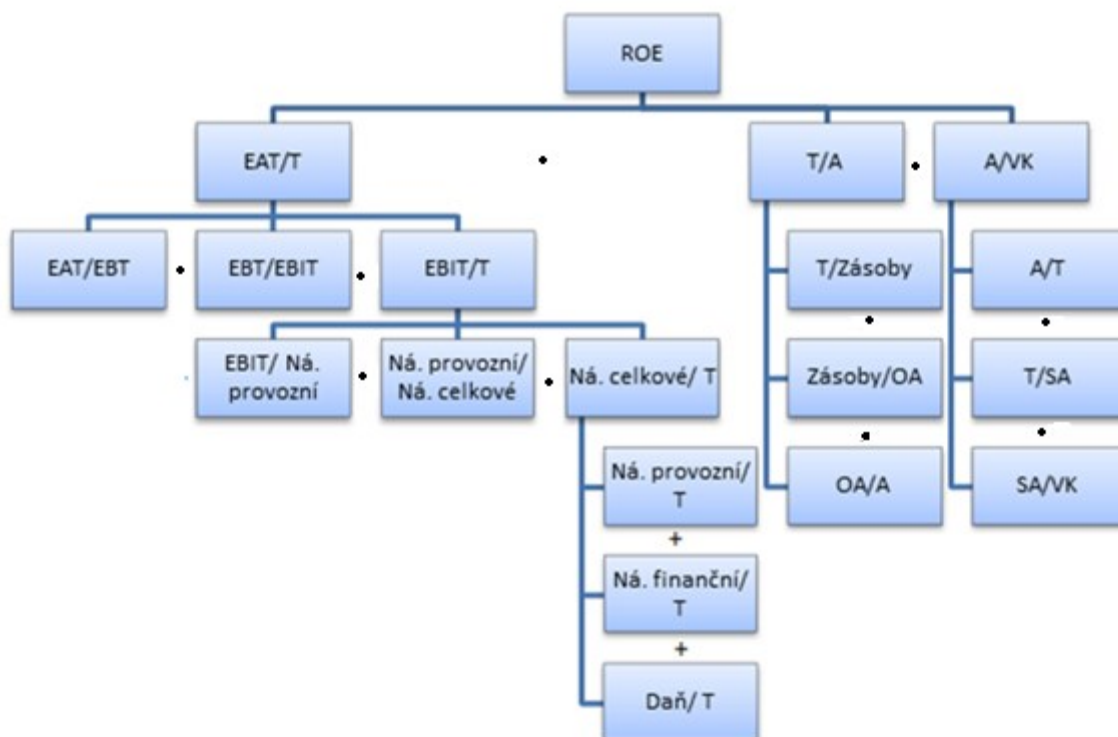 ROE
EAT/T
T/A
A/VK
EAT/EBT
EBT/EBIT
EBIT/T
T/Zásoby
A/T
EBIT/ Ná.
provozní
Ná. provozní/
Ná. celkové
Ná. celkové/ T
Zásoby/OA
T/SA
Ná. provozní/
T
+
OA/A
SA/VK
Ná. finanční/
T
+
Daň/ T